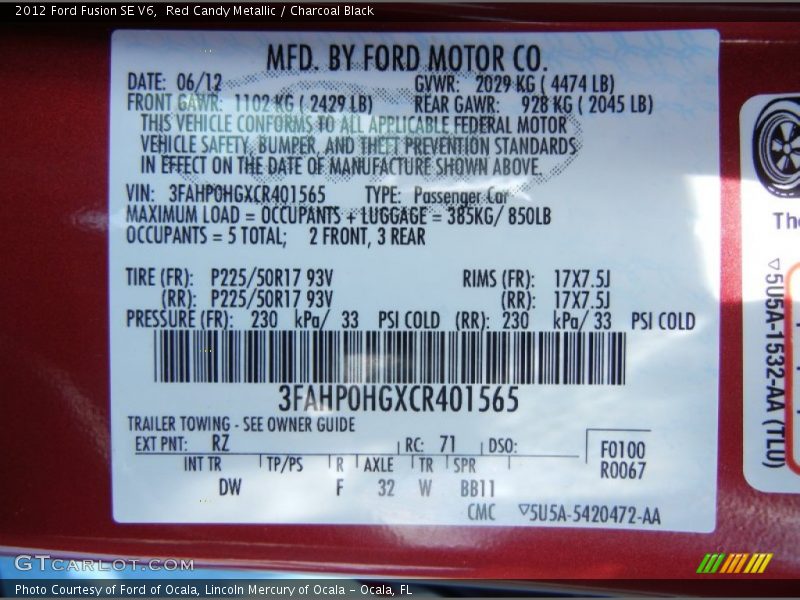 2012 Ford Fusion SE V6,  Red Candy Metallic / Charcoal Black
MFD. BY FORD MOTOR CO.
DATE: 06/12 GVWR: 2029 KG ( 4474 LB)
FRONT GAWR: 1102 KG ( 2429 LB) REAR GAWR: 928 KG ( 2045 LB)
THIS VEHICLE CONFORMS TO ALL APPLICABLE FEDERAL MOTOR
VEHICLE SAFETY, BUMPER, AND THEFT PREVENTION STANDARDS
IN EFFECT ON THE DATE OF MANUFACTURE SHOWN ABOVE.
VIN: 3FAHP0HGXCR401565 TYPE: Passenger Car
MAXIMUM LOAD = OCCUPANTS + LUGGAGE = 385KG/ 850LB
OCCUPANTS = 5 TOTAL; 2 FRONT, 3 REAR
TIRE (FR): P225/50R17 93V RIMS (FR): 17X7.5J
(RR): P225/50R17 93V (RR): 17X7.5J
PRESSURE (FR): 230 kPa/ 33 PSI COLD (RR): 230 kPa/ 33 PSI COLD
3FAHP0HGXCR401565
TRAILER TOWING - SEE OWNER GUIDE
EXT PNT: RZ RC: 71 DSO: F0100
R0067
INT TR TP/PS R AXLE TR SPR
DW F 32 W BB11
CMC ▽5U5A-5420472-AA
The
▽5U5A-1532-AA (TLU)
GTCARLOT.COM
Photo Courtesy of Ford of Ocala, Lincoln Mercury of Ocala - Ocala, FL